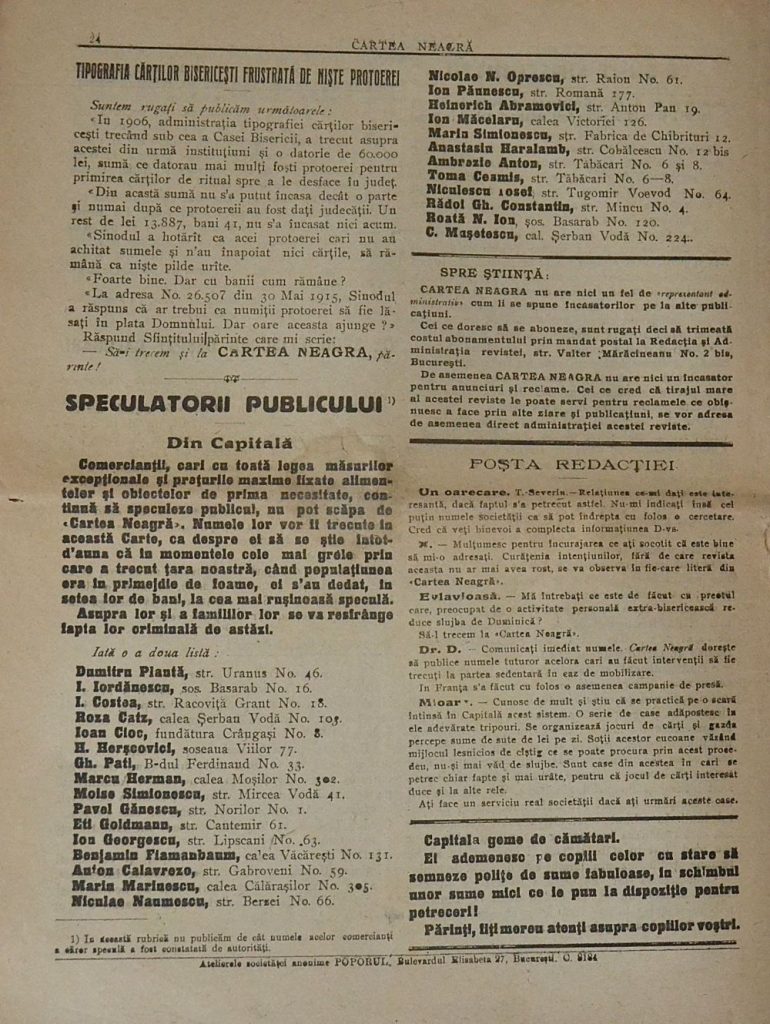 24
CARTEA NEAGRĂ
TIPOGRAFIA CĂRȚILOR BISERICEȘTI FRUSTRATĂ DE NIȘTE PROTOEREI
Suntem rugați să publicăm următoarele:
«In 1906, administrația tipografiei cărților biseri-
cești trecând sub cea a Casei Bisericii, a trecut asupra
acestei din urmă instituțiuni și o datorie de 60.000
lei, sumă ce datorau mai mulți foști protoerei pentru
primirea cărților de ritual spre a le desface în județ.
«Din această sumă nu s'a putut încasa decât o parte
și numai după ce protoereii au fost dați judecății. Un
rest de lei 13.887, bani 41, nu s'a încasat nici acum.
«Sinodul a hotărît ca acei protoerei cari nu au
achitat sumele și n'au înapoiat nici cărțile, să ră-
mână ca niște pilde urîte.
«Foarte bine. Dar cu banii cum rămâne?
«La adresa No. 26.507 din 30 Mai 1915, Sinodul
a răspuns că ar trebui ca numiții protoerei să fie lă-
sați în plata Domnului. Dar oare aceasta ajunge?»
Răspund Sfințitului părinte care mi scrie:
— Să-i trecem și la CARTEA NEAGRA, pă-
rinte!
SPECULATORII PUBLICULUI 1)
Din Capitală
Comercianții, cari cu toată legea măsurilor
excepționale și prețurile maxime fixate alimen-
telor și obiectelor de prima necesitate, con-
tinuă să speculeze publicul, nu pot scăpa de
«Cartea Neagră». Numele lor vor fi trecute în
această Carte, ca despre ei să se știe întot-
d'auna că in momentele cele mai grele prin
care a trecut țara noastră, când populațiunea
era in primejdie de foame, ei s'au dedat, in
setea lor de bani, la cea mai rușinoasă speculă.
Asupra lor și a familiilor lor se va resfrânge
fapta lor criminală de astăzi.
Iată o a doua listă:
Dumitru Plantă, str. Uranus No. 46.
I. Iordănescu, șos. Basarab No. 16.
I. Costea, str. Racoviță Grant No. 18.
Roza Catz, calea Șerban Vodă No. 109.
Ioan Cioc, fundătura Crângași No. 8.
H. Herșcovici, soseaua Viilor 77.
Gh. Pati, B-dul Ferdinand No. 33.
Marcu Herman, calea Moșilor No. 302.
Moise Simionescu, str. Mircea Vodă 41.
Pavel Gănescu, str. Norilor No. 1.
Eti Goldmann, str. Cantemir 61.
Ion Georgescu, str. Lipscani No. 63.
Benjamin Flamanbaum, ca'ea Văcărești No. 131.
Anton Calavrezo, str. Gabroveni No. 59.
Marin Marinescu, calea Călărașilor No. 305.
Niculae Naumescu, str. Berzei No. 66.
1) In această rubrică nu publicăm de cât numele acelor comercianți
a căror speculă a fost constatată de autorități.
Nicolae N. Oprescu, str. Raion No. 61.
Ion Păunescu, str. Romană 177.
Heinerich Abramovici, str. Anton Pan 19.
Ion Măcelaru, calea Victoriei 126.
Marin Simionescu, str. Fabrica de Chibrituri 12.
Anastasiu Haralamb, str. Cobălcescu No. 12 bis
Ambrozie Anton, str. Tăbăcari No. 6 și 8.
Toma Cosmis, str. Tăbăcari No. 6—8.
Niculescu Iosef, str. Tugomir Voevod No. 64.
Rădoi Gh. Constantin, str. Mincu No. 4.
Roată N. Ion, șos. Basarab No. 120.
C. Mașetescu, cal. Șerban Vodă No. 224..
SPRE ȘTIINȚĂ:
CARTEA NEAGRA nu are nici un fel de «reprezentant ad-
ministrativ» cum li se spune încasatorilor pe la alte publi-
cațiuni.
Cei ce doresc să se aboneze, sunt rugați deci să trimeată
costul abonamentului prin mandat postal la Redacția și Ad-
ministrația revistei, str. Valter Mărăcineanu No. 2 bis,
București.
De asemenea CARTEA NEAGRA nu are nici un încasator
pentru anunciuri și reclame. Cei ce cred că tirajul mare
al acestei reviste le poate servi pentru reclamele ce obiș-
nuesc a face prin alte ziare și publicațiuni, se vor adresa
de asemenea direct administrației acestei reviste.
POȘTA REDACȚIEI
Un oarecare. T.-Severin.—Relațiunea ce-mi dați este inte-
resantă, dacă faptul s'a petrecut astfel. Nu-mi indicați însă cel
puțin numele societății ca să pot îndrepta cu folos o cercetare.
Cred că veți binevoi a complecta informațiunea D-vs.
X. — Mulțumesc pentru încurajarea ce ați socotit că este bine
să mi-o adresați. Curățenia intențiunilor, fără de care revista
aceasta nu ar mai avea rost, se va observa în fie-care literă din
«Cartea Neagră».
Evlavioasă. — Mă întrebați ce este de făcut cu preotul
care, preocupat de o activitate personală extra-bisericească re-
duce slujba de Duminică?
Să-l trecem la «Cartea Neagră».
Dr. D. — Comunicați imediat numele. Cartea Neagră dorește
să publice numele tuturor acelora cari au făcut intervenții să fie
trecuți la partea sedentară în caz de mobilizare.
In Franța s'a făcut cu folos o asemenea campanie de presă.
Mioar. — Cunosc de mult și știu că se practică pe o scară
întinsă în Capitală acest sistem. O serie de case adăpostesc în
ele adevărate tripouri. Se organizează jocuri de cărți și gazda
percepe sume de sute de lei pe zi. Soții acestor cucoane văzând
mijlocul lesnicios de cîștig ce se poate procura prin acest proce-
deu, nu-și mai văd de slujbe. Sunt case din acestea în cari se
petrec chiar fapte și mai urâte, pentru că jocul de cărți interesat
duce și la alte rele.
Ați face un serviciu real societății dacă ați urmări aceste case.
Capitala geme de cămătari.
Ei ademenesc pe copiii celor cu stare să
semneze polițe de sume fabuloase, in schimbul
unor sume mici ce le pun la dispoziție pentru
petreceri!
Părinți, fiți mereu atenți asupra copiilor voștri.
Atelierele societăței anonime POPORUL, Bulevardul Elisabeta 27, București. C. 3124